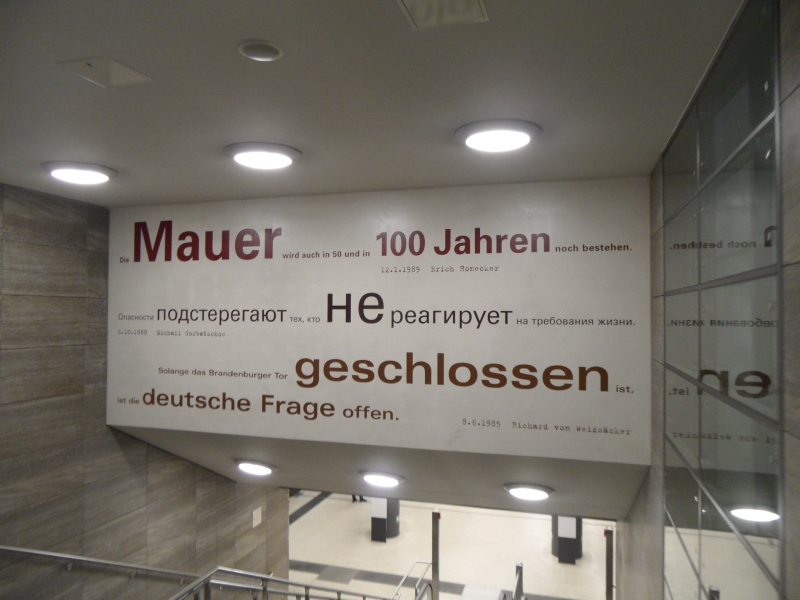 Die Mauer wird auch in 50 und in 100 Jahren noch bestehen.
12.1.1989 Erich Honecker
Опасности подстерегают тех, кто не реагирует на требования жизни.
Michail Gorbatschow
Solange das Brandenburger Tor geschlossen ist,
ist die deutsche Frage offen.
8.6.1985 Richard von Weizsäcker